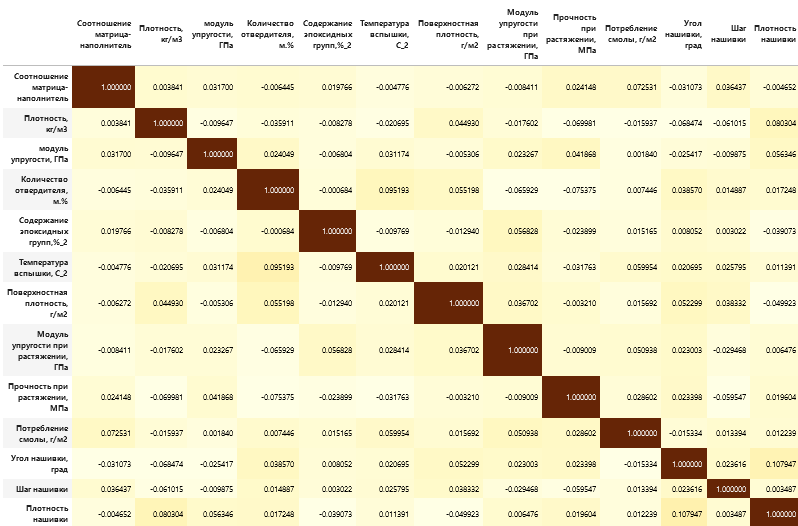 Соотношение матрица-наполнитель Плотность, кг/м3 модуль упругости, ГПа Количество отвердителя, м.% Содержание эпоксидных групп,%_2 Температура вспышки, С_2 Поверхностная плотность, г/м2 Модуль упругости при растяжении, ГПа Прочность при растяжении, МПа Потребление смолы, г/м2 Угол нашивки, град Шаг нашивки Плотность нашивки
Соотношение матрица-наполнитель 1.000000 0.003841 0.031700 -0.006445 0.019766 -0.004776 -0.006272 -0.008411 0.024148 0.072531 -0.031073 0.036437 -0.004652
Плотность, кг/м3 0.003841 1.000000 -0.009647 -0.035911 -0.008278 -0.020695 0.044930 -0.017602 -0.069981 -0.015937 -0.068474 -0.061015 0.080304
модуль упругости, ГПа 0.031700 -0.009647 1.000000 0.024049 -0.006804 0.031174 -0.005306 0.023267 0.041868 0.001840 -0.025417 -0.009875 0.056346
Количество отвердителя, м.% -0.006445 -0.035911 0.024049 1.000000 -0.000684 0.095193 0.055198 -0.065929 -0.075375 0.007446 0.038570 0.014887 0.017248
Содержание эпоксидных групп,%_2 0.019766 -0.008278 -0.006804 -0.000684 1.000000 -0.009769 -0.012940 0.056828 -0.023899 0.015165 0.008052 0.003022 -0.039073
Температура вспышки, С_2 -0.004776 -0.020695 0.031174 0.095193 -0.009769 1.000000 0.020121 0.028414 -0.031763 0.059954 0.020695 0.025795 0.011391
Поверхностная плотность, г/м2 -0.006272 0.044930 -0.005306 0.055198 -0.012940 0.020121 1.000000 0.036702 -0.003210 0.015692 0.052299 0.038332 -0.049923
Модуль упругости при растяжении, ГПа -0.008411 -0.017602 0.023267 -0.065929 0.056828 0.028414 0.036702 1.000000 -0.009009 0.050938 0.023003 -0.029468 0.006476
Прочность при растяжении, МПа 0.024148 -0.069981 0.041868 -0.075375 -0.023899 -0.031763 -0.003210 -0.009009 1.000000 0.028602 0.023398 -0.059547 0.019604
Потребление смолы, г/м2 0.072531 -0.015937 0.001840 0.007446 0.015165 0.059954 0.015692 0.050938 0.028602 1.000000 -0.015334 0.013394 0.012239
Угол нашивки, град -0.031073 -0.068474 -0.025417 0.038570 0.008052 0.020695 0.052299 0.023003 0.023398 -0.015334 1.000000 0.023616 0.107947
Шаг нашивки 0.036437 -0.061015 -0.009875 0.014887 0.003022 0.025795 0.038332 -0.029468 -0.059547 0.013394 0.023616 1.000000 0.003487
Плотность нашивки -0.004652 0.080304 0.056346 0.017248 -0.039073 0.011391 -0.049923 0.006476 0.019604 0.012239 0.107947 0.003487 1.000000